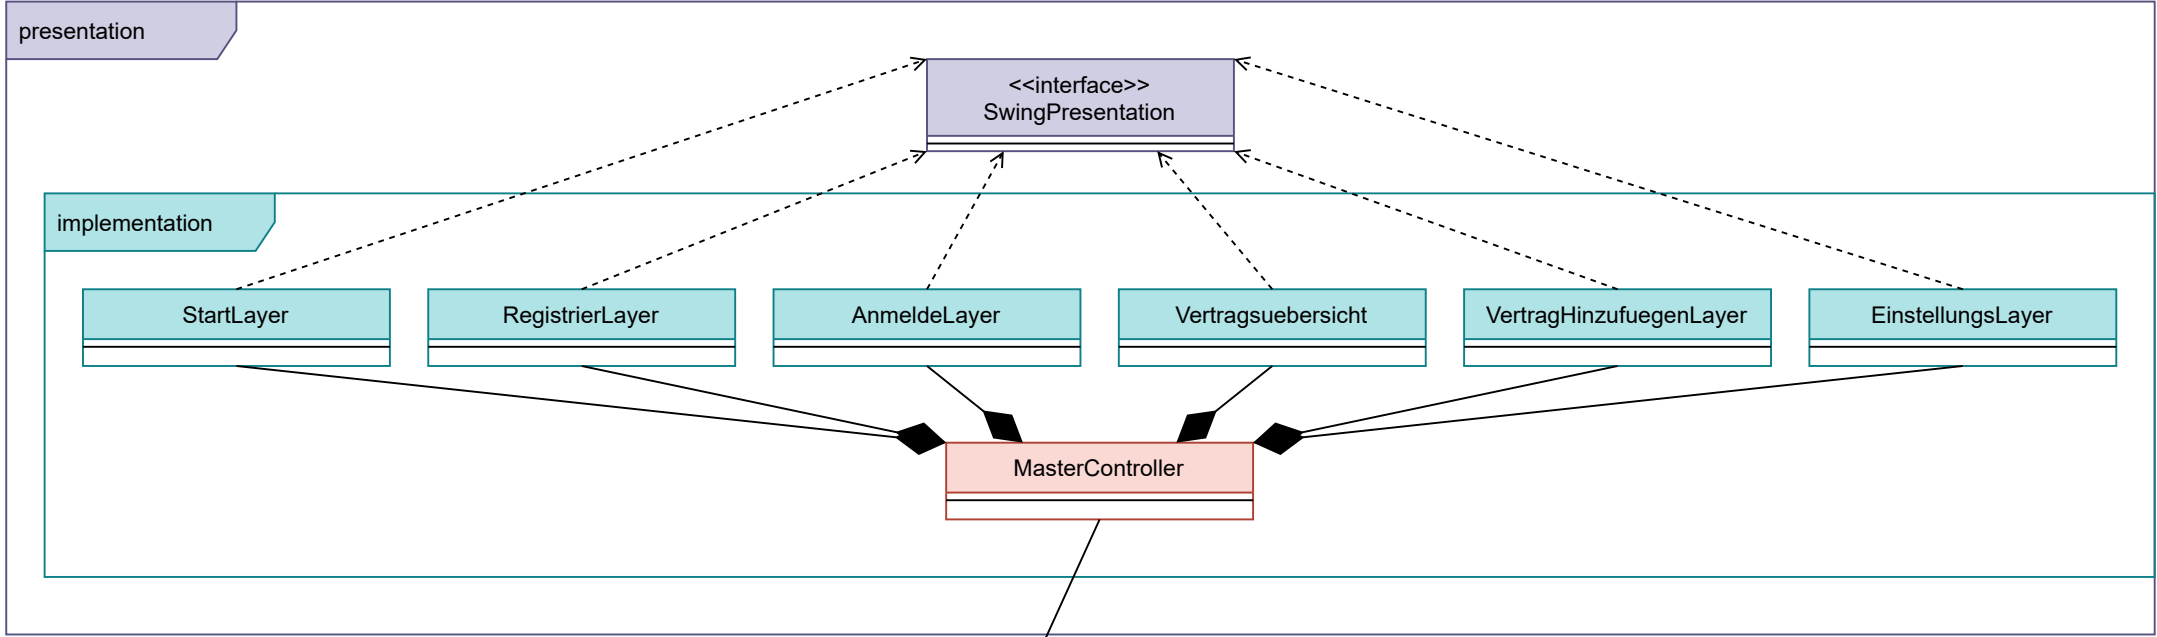 presentation
<<interface>>
SwingPresentation
implementation
StartLayer
RegistrierLayer
AnmeldeLayer
Vertragsuebersicht
VertragHinzufuegenLayer
EinstellungsLayer
MasterController